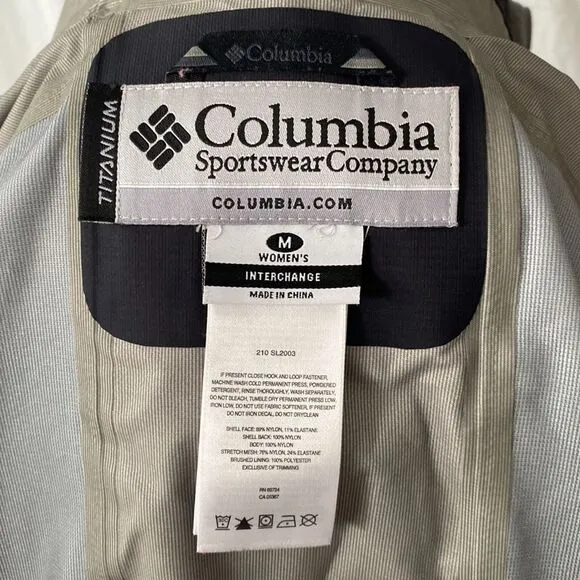 Columbia
TITANIUM
Columbia
Sportswear Company
COLUMBIA.COM
M
WOMEN'S
INTERCHANGE
MADE IN CHINA
210 SL2003
IF PRESENT CLOSE HOOK AND LOOP FASTENER,
MACHINE WASH COLD PERMANENT PRESS, POWDERED
DETERGENT, RINSE THOROUGHLY, WASH SEPARATELY,
DO NOT BLEACH, TUMBLE DRY PERMANENT PRESS LOW,
IRON LOW, DO NOT USE FABRIC SOFTENER, IF PRESENT
DO NOT IRON DECAL, DO NOT DRYCLEAN
SHELL FACE: 89% NYLON, 11% ELASTANE
SHELL BACK: 100% NYLON
BODY: 100% NYLON
STRETCH MESH: 76% NYLON, 24% ELASTANE
BRUSHED LINING: 100% POLYESTER
EXCLUSIVE OF TRIMMING
RN 69724
CA 05367